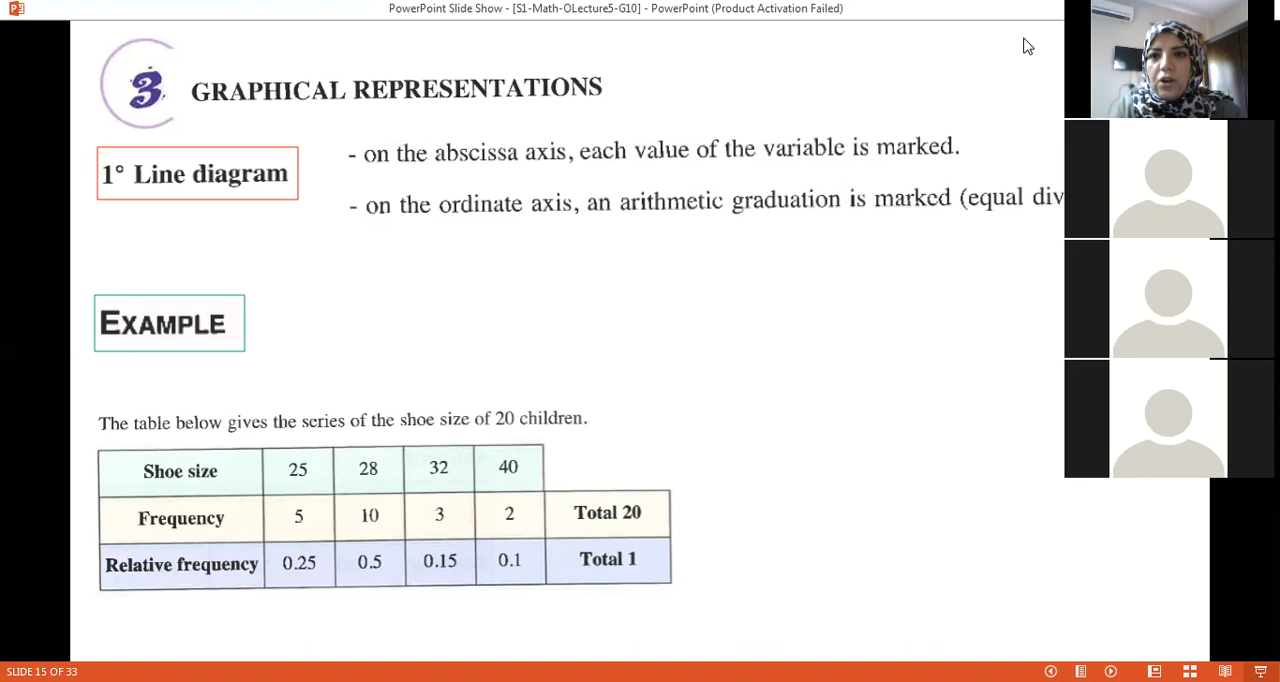 PowerPoint Slide Show - [S1-Math-OLecture5-G10] - PowerPoint (Product Activation Failed)
3 GRAPHICAL REPRESENTATIONS
1° Line diagram
- on the abscissa axis, each value of the variable is marked.
- on the ordinate axis, an arithmetic graduation is marked (equal div
EXAMPLE
The table below gives the series of the shoe size of 20 children.
Shoe size 25 28 32 40
Frequency 5 10 3 2 Total 20
Relative frequency 0.25 0.5 0.15 0.1 Total 1
SLIDE 15 OF 33